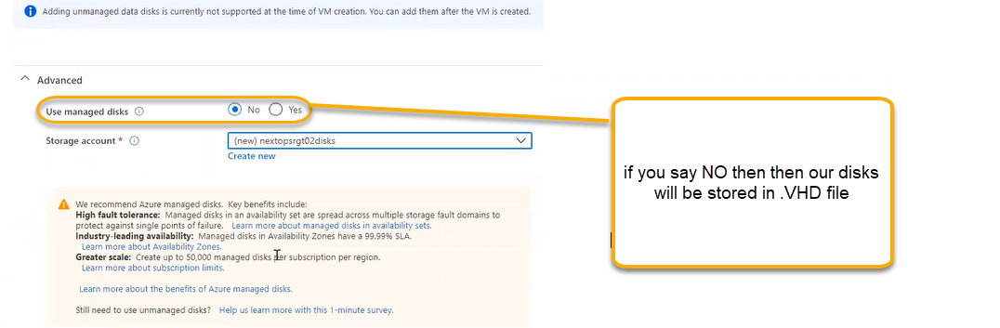 Adding unmanaged data disks is currently not supported at the time of VM creation. You can add them after the VM is created.
Advanced
Use managed disks
No
Yes
Storage account *
(new) nextopsrgt02disks
Create new
We recommend Azure managed disks. Key benefits include:
High fault tolerance: Managed disks in an availability set are spread across multiple storage fault domains to
protect against single points of failure. Learn more about managed disks in availability sets.
Industry-leading availability: Managed disks in Availability Zones have a 99.99% SLA.
Learn more about Availability Zones.
Greater scale: Create up to 50,000 managed disks per subscription per region.
Learn more about subscription limits.
Learn more about the benefits of Azure managed disks.
Still need to use unmanaged disks? Help us learn more with this 1-minute survey.
if you say NO then then our disks
will be stored in .VHD file